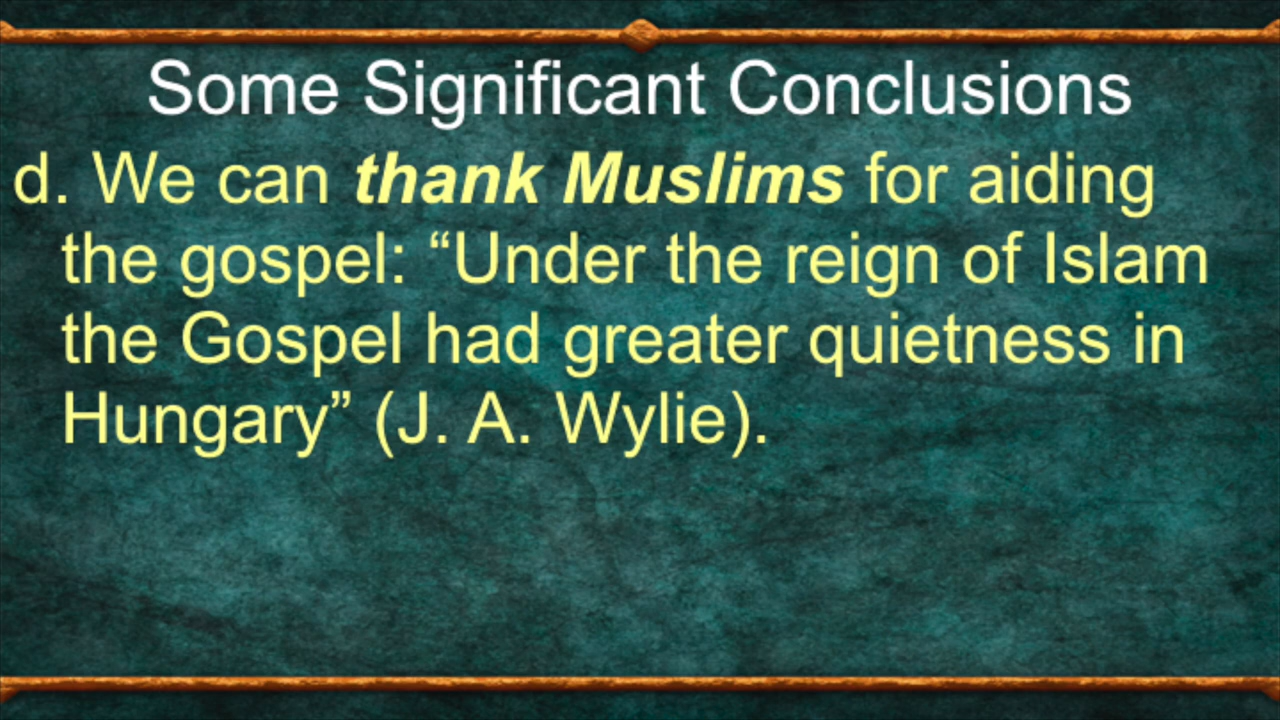 Some Significant Conclusions
d. We can thank Muslims for aiding
the gospel: “Under the reign of Islam
the Gospel had greater quietness in
Hungary” (J. A. Wylie).